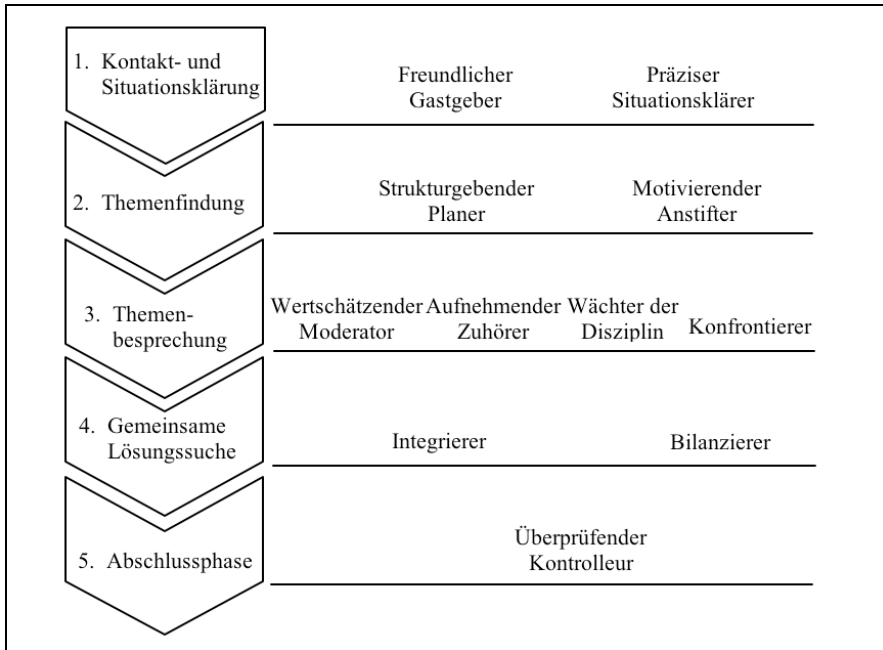 1. Kontakt- und
Situationsklärung
Freundlicher
Gastgeber
Präziser
Situationsklärer
2. Themenfindung
Strukturgebender
Planer
Motivierender
Anstifter
3. Themen-
besprechung
Wertschätzender
Moderator
Aufnehmender
Zuhörer
Wächter der
Disziplin
Konfrontierer
4. Gemeinsame
Lösungssuche
Integrierer
Bilanzierer
5. Abschlussphase
Überprüfender
Kontrolleur